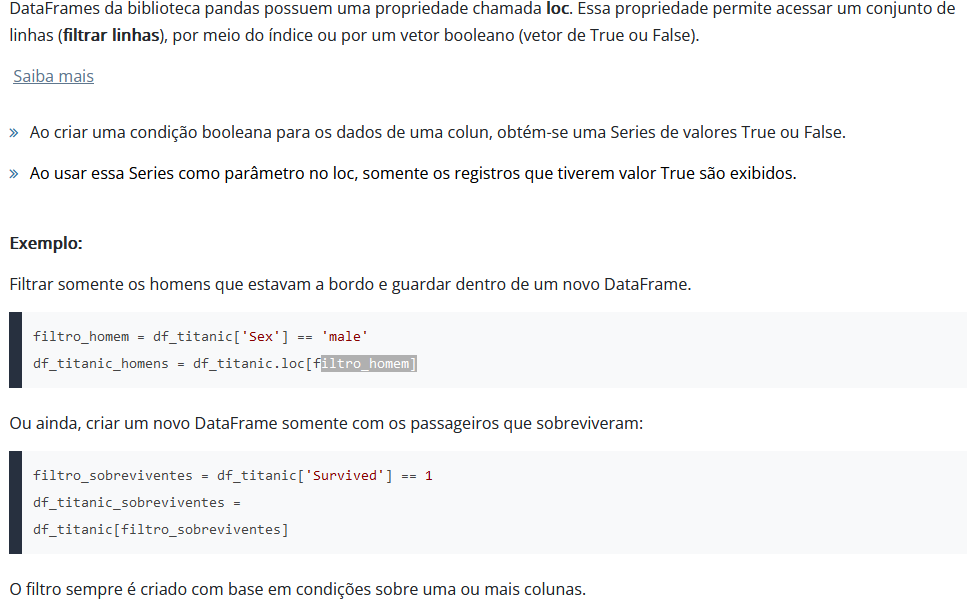 DataFrames da biblioteca pandas possuem uma propriedade chamada loc. Essa propriedade permite acessar um conjunto de
linhas (filtrar linhas), por meio do índice ou por um vetor booleano (vetor de True ou False).
Saiba mais
» Ao criar uma condição booleana para os dados de uma colun, obtém-se uma Series de valores True ou False.
» Ao usar essa Series como parâmetro no loc, somente os registros que tiverem valor True são exibidos.
Exemplo:
Filtrar somente os homens que estavam a bordo e guardar dentro de um novo DataFrame.
filtro_homem = df_titanic['Sex'] == 'male'
df_titanic_homens = df_titanic.loc[filtro_homem]
Ou ainda, criar um novo DataFrame somente com os passageiros que sobreviveram:
filtro_sobreviventes = df_titanic['Survived'] == 1
df_titanic_sobreviventes =
df_titanic[filtro_sobreviventes]
O filtro sempre é criado com base em condições sobre uma ou mais colunas.